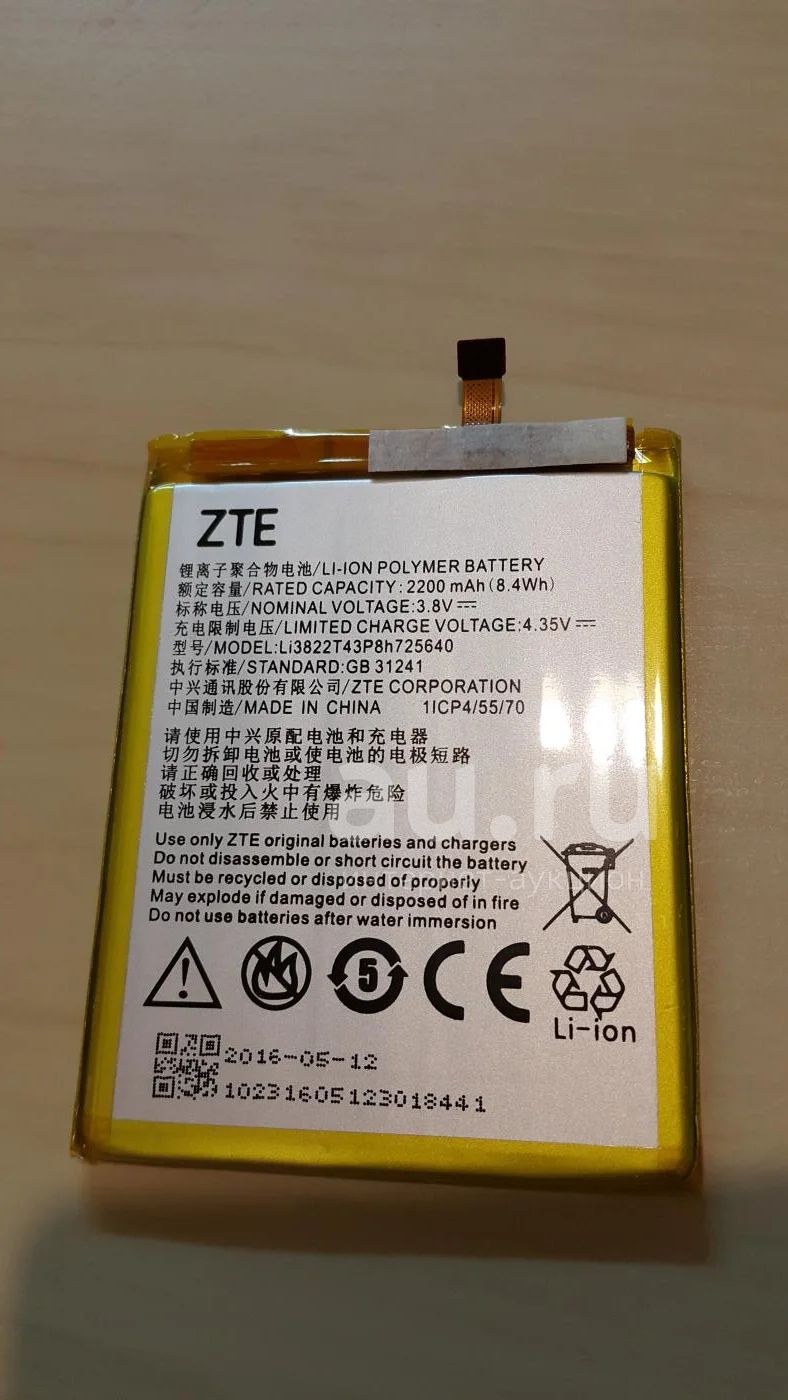 ZTE
锂离子聚合物电池/LI-ION POLYMER BATTERY
额定容量/RATED CAPACITY:2200 mAh(8.4Wh)
标称电压/NOMINAL VOLTAGE:3.8V⎓
充电限制电压/LIMITED CHARGE VOLTAGE:4.35V⎓
型号/MODEL:Li3822T43P8h725640
执行标准/STANDARD:GB 31241
中兴通讯股份有限公司/ZTE CORPORATION
中国制造/MADE IN CHINA 1ICP4/55/70
请使用中兴原配电池和充电器
切勿拆卸电池或使电池的电极短路
请正确回收或处理
破坏或投入火中有爆炸危险
电池浸水后禁止使用
au.ru
интернет-аукцион
Use only ZTE original batteries and chargers
Do not disassemble or short circuit the battery
Must be recycled or disposed of properly
May explode if damaged or disposed of in fire
Do not use batteries after water immersion
5
CE
Li-ion
2016-05-12
10231605123018441